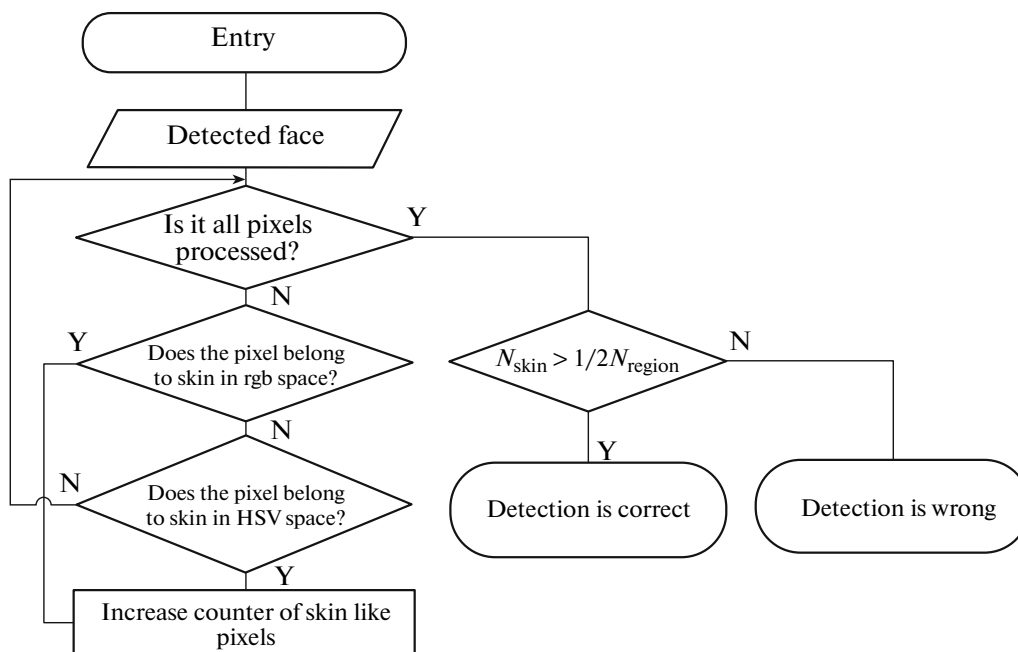 Entry
Detected face
Is it all pixels
processed?
Y
N
Y
Does the pixel belong
to skin in rgb space?
N
N
Does the pixel belong
to skin in HSV space?
Y
Increase counter of skin like
pixels
N_skin > 1/2N_region
N
Y
Detection is correct
Detection is wrong